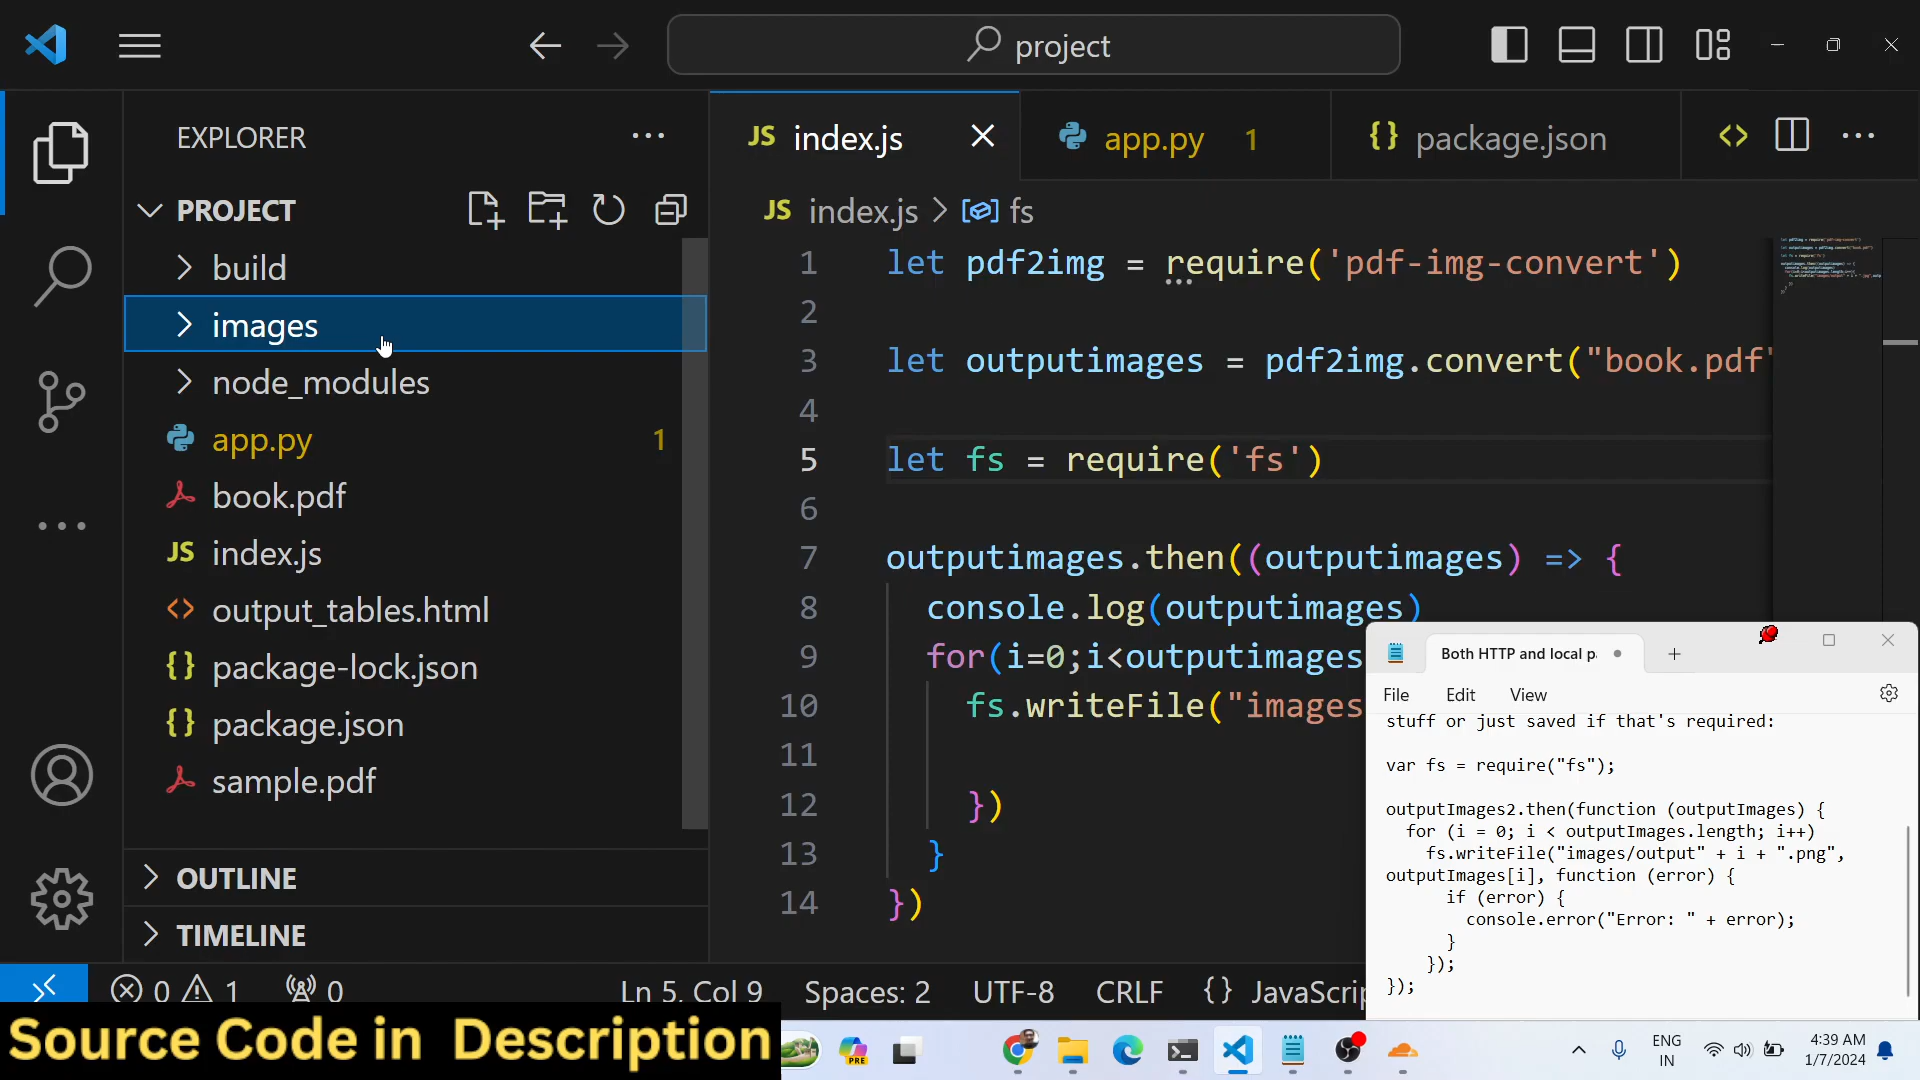 project
EXPLORER
PROJECT
build
images
node_modules
app.py 1
book.pdf
JS index.js
output_tables.html
{} package-lock.json
{} package.json
sample.pdf
OUTLINE
TIMELINE
JS index.js
app.py 1
{} package.json
JS index.js > fs
1 let pdf2img = require('pdf-img-convert')
2
3 let outputimages = pdf2img.convert("book.pdf"
4
5 let fs = require('fs')
6
7 outputimages.then((outputimages) => {
8 console.log(outputimages)
9 for(i=0;i<outputimages
10 fs.writeFile("images
11
12 })
13 }
14 })
Both HTTP and local p
File Edit View
stuff or just saved if that's required:
var fs = require("fs");
outputImages2.then(function (outputImages) {
for (i = 0; i < outputImages.length; i++)
fs.writeFile("images/output" + i + ".png",
outputImages[i], function (error) {
if (error) {
console.error("Error: " + error);
}
});
});
0 1 0
Ln 5, Col 9 Spaces: 2 UTF-8 CRLF {} JavaScrip
Source Code in Description
PRE
ENG
IN
4:39 AM
1/7/2024